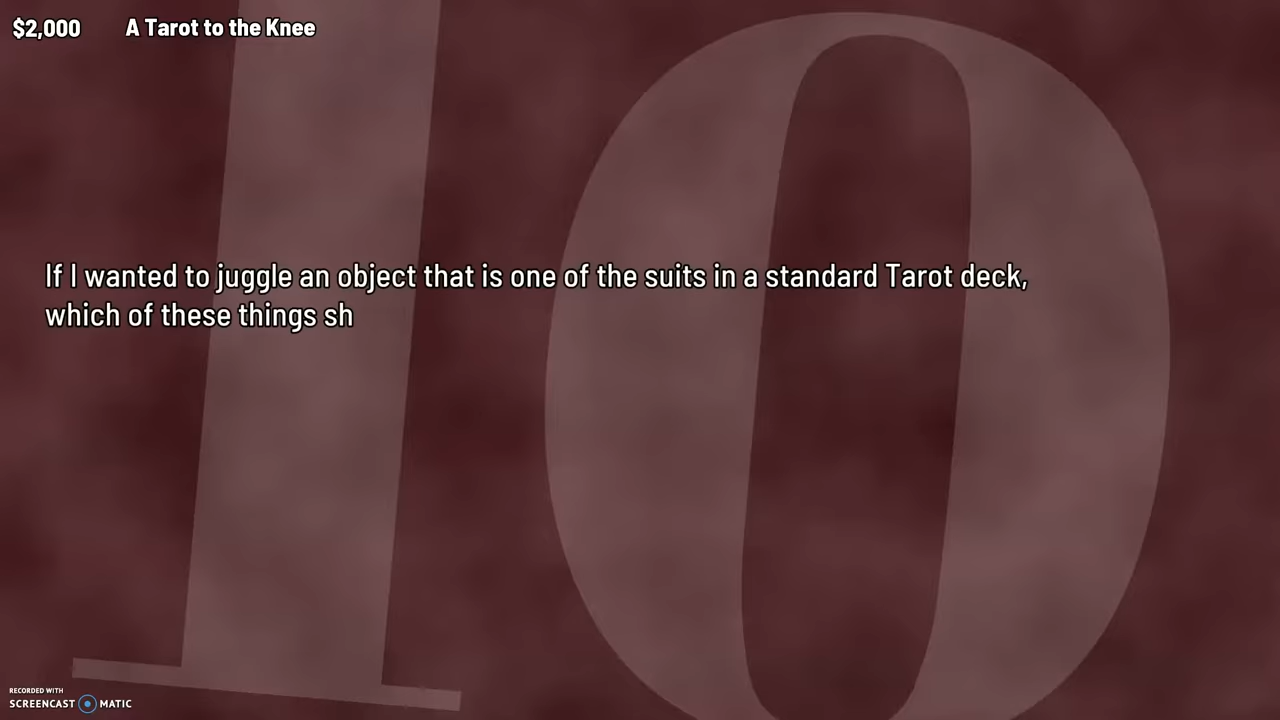 $2,000 A Tarot to the Knee
If I wanted to juggle an object that is one of the suits in a standard Tarot deck,
which of these things sh
10
RECORDED WITH
SCREENCAST MATIC